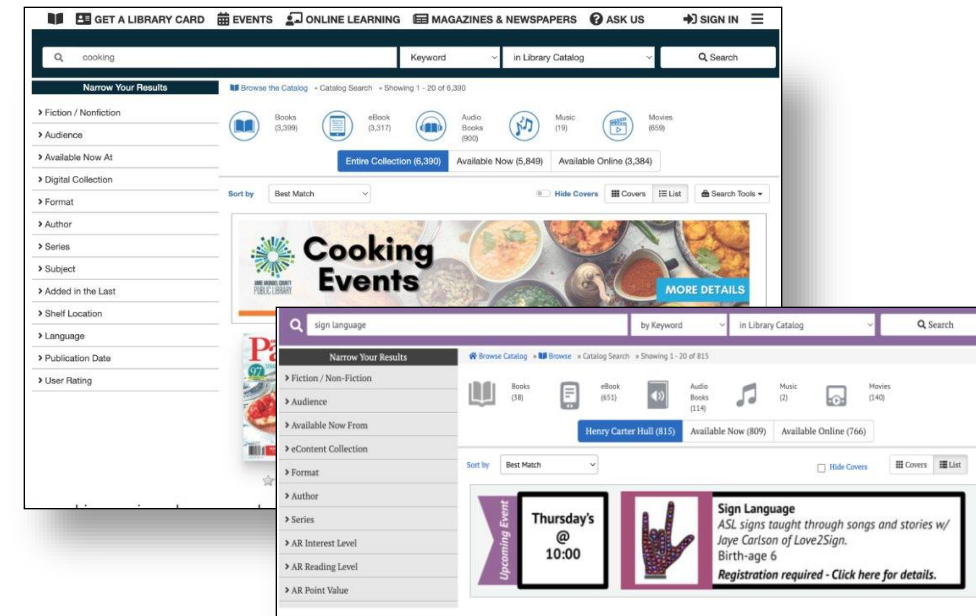 GET A LIBRARY CARD EVENTS ONLINE LEARNING MAGAZINES & NEWSPAPERS ASK US SIGN IN
cooking Keyword in Library Catalog Search
Narrow Your Results
> Fiction / Nonfiction
> Audience
> Available Now At
> Digital Collection
> Format
> Author
> Series
> Subject
> Added in the Last
> Shelf Location
> Language
> Publication Date
> User Rating
Browse the Catalog » Catalog Search » Showing 1 - 20 of 6,390
Books
(3,399)
eBook
(3,317)
Audio
Books
(900)
Music
(19)
Movies
(659)
Entire Collection (6,390) Available Now (5,849) Available Online (3,384)
Sort by Best Match Hide Covers Covers List Search Tools
ANNE ARUNDEL COUNTY
PUBLIC LIBRARY
Cooking
Events
MORE DETAILS
97
sign language by Keyword in Library Catalog Search
Narrow Your Results
> Fiction / Non-Fiction
> Audience
> Available Now From
> eContent Collection
> Format
> Author
> Series
> AR Interest Level
> AR Reading Level
> AR Point Value
Browse Catalog » Browse » Catalog Search » Showing 1 - 20 of 815
Books
(38)
eBook
(651)
Audio
Books
(114)
Music
(2)
Movies
(140)
Henry Carter Hull (815) Available Now (809) Available Online (766)
Sort by Best Match Hide Covers Covers List
Upcoming Event
Thursday's
@
10:00
Sign Language
ASL signs taught through songs and stories w/
Jaye Carlson of Love2Sign.
Birth-age 6
Registration required - Click here for details.